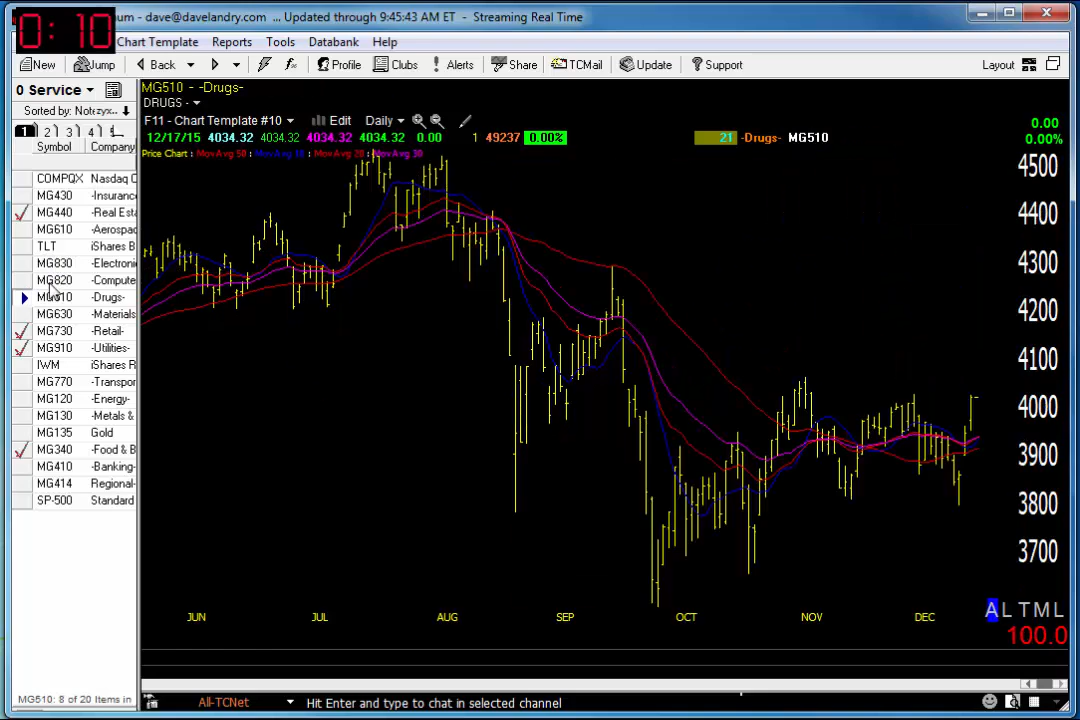 0:10
num - dave@davelandry.com ... Updated through 9:45:43 AM ET - Streaming Real Time
Chart Template Reports Tools Databank Help
New Jump Back Profile Clubs Alerts Share TCMail Update Support Layout
0 Service
Sorted by:
1 2 3 4
Symbol Company
COMPQX Nasdaq C
MG430 -Insuranc
MG440 -Real Esta
MG610 -Aerospac
TLT iShares B
MG830 -Electroni
MG820 -Compute
MG510 -Drugs-
MG630 -Materials
MG730 -Retail-
MG910 -Utilities-
IWM iShares R
MG770 -Transpor
MG120 -Energy-
MG130 -Metals &
MG135 Gold
MG340 -Food & B
MG410 -Banking-
MG414 Regional-
SP-500 Standard
MG510: 8 of 20 Items in
MG510 - -Drugs-
DRUGS -
F11 - Chart Template #10 Edit Daily
12/17/15 4034.32 4034.32 4034.32 4034.32 0.00 1 49237 0.00% 21 -Drugs- MG510
0.00
0.00%
Price Chart : MovAvg 50 : MovAvg 10 : MovAvg 20 : MovAvg 30
4500
4400
4300
4200
4100
4000
3900
3800
3700
JUN JUL AUG SEP OCT NOV DEC
A L T M L
100.0
All-TCNet Hit Enter and type to chat in selected channel